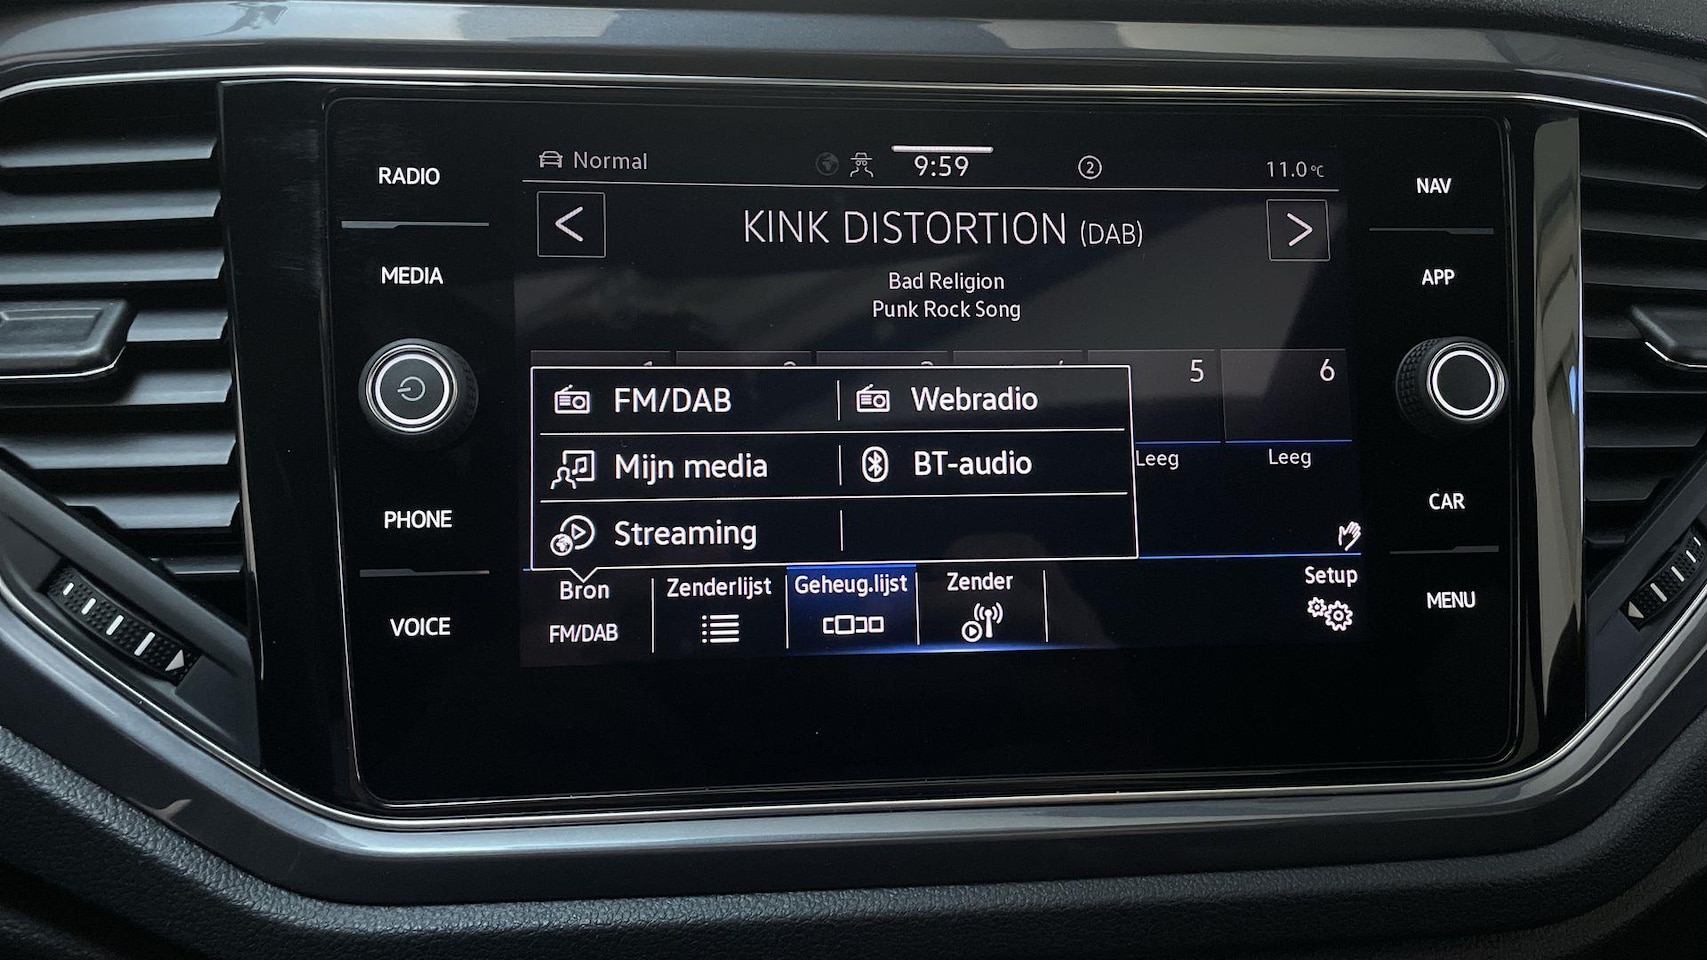 RADIO
MEDIA
PHONE
VOICE
Normal
9:59
2
11.0 °C
KINK DISTORTION (DAB)
Bad Religion
Punk Rock Song
5
6
FM/DAB
Webradio
Mijn media
BT-audio
Streaming
Leeg
Leeg
Bron
FM/DAB
Zenderlijst
Geheug.lijst
Zender
Setup
NAV
APP
CAR
MENU